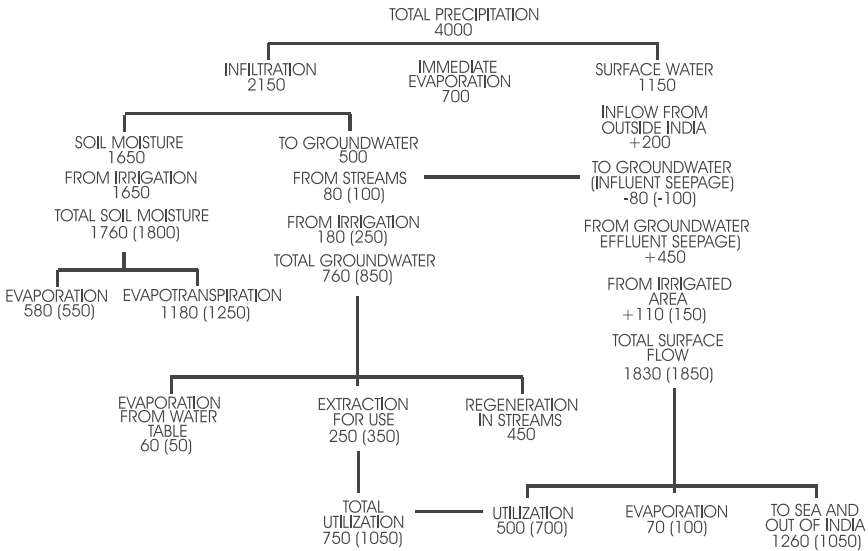 TOTAL PRECIPITATION
4000
INFILTRATION
2150
IMMEDIATE
EVAPORATION
700
SURFACE WATER
1150
SOIL MOISTURE
1650
FROM IRRIGATION
1650
TOTAL SOIL MOISTURE
1760 (1800)
EVAPORATION
580 (550)
EVAPOTRANSPIRATION
1180 (1250)
TO GROUNDWATER
500
FROM STREAMS
80 (100)
FROM IRRIGATION
180 (250)
TOTAL GROUNDWATER
760 (850)
INFLOW FROM
OUTSIDE INDIA
+200
TO GROUNDWATER
(INFLUENT SEEPAGE)
-80 (-100)
FROM GROUNDWATER
EFFLUENT SEEPAGE)
+450
FROM IRRIGATED
AREA
+110 (150)
TOTAL SURFACE
FLOW
1830 (1850)
EVAPORATION
FROM WATER
TABLE
60 (50)
EXTRACTION
FOR USE
250 (350)
REGENERATION
IN STREAMS
450
TOTAL
UTILIZATION
750 (1050)
UTILIZATION
500 (700)
EVAPORATION
70 (100)
TO SEA AND
OUT OF INDIA
1260 (1050)